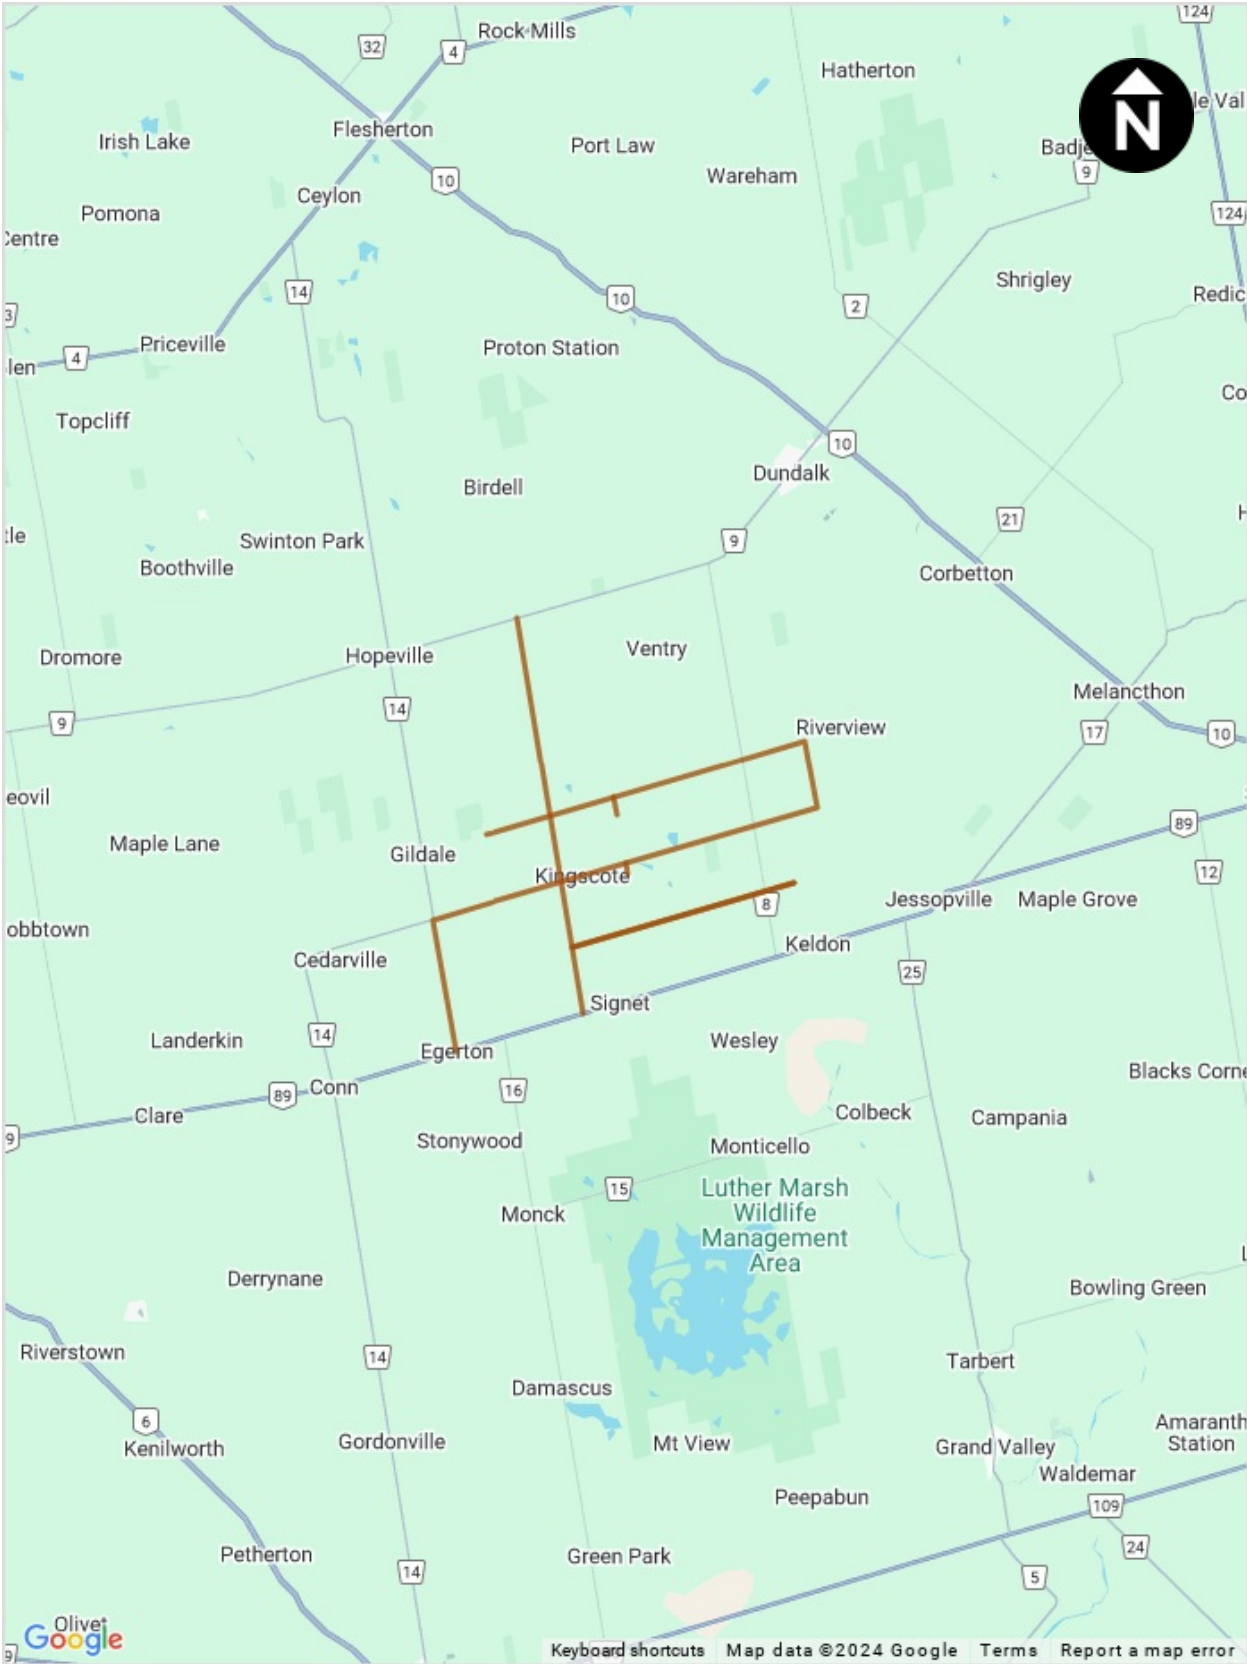 124
Rock Mills
32
4
Hatherton
le Val
Flesherton
Irish Lake
Port Law
Badje
N
9
Wareham
10
Ceylon
Pomona
124
Centre
Shrigley
14
10
Redic
2
3
Priceville
Proton Station
4
len
Co
Topcliff
10
Dundalk
Birdell
21
H
tle
Swinton Park
9
Boothville
Corbetton
Ventry
Dromore
Hopeville
Melancthon
14
9
Riverview
17
10
eovil
89
Maple Lane
Gildale
12
Kingscote
8
Jessopville
Maple Grove
obbtown
Keldon
Cedarville
25
Signet
14
Landerkin
Wesley
Egerton
Blacks Corne
Conn
16
89
Clare
Colbeck
Campania
9
Stonywood
Monticello
15
Luther Marsh
Wildlife
Management
Area
Monck
L
Derrynane
Bowling Green
Riverstown
14
Tarbert
Damascus
6
Amaranth
Station
Kenilworth
Gordonville
Mt View
Grand Valley
Waldemar
Peepabun
109
Petherton
Green Park
24
14
5
Olivet
Google
9
Keyboard shortcuts
Map data ©2024 Google
Terms
Report a map error